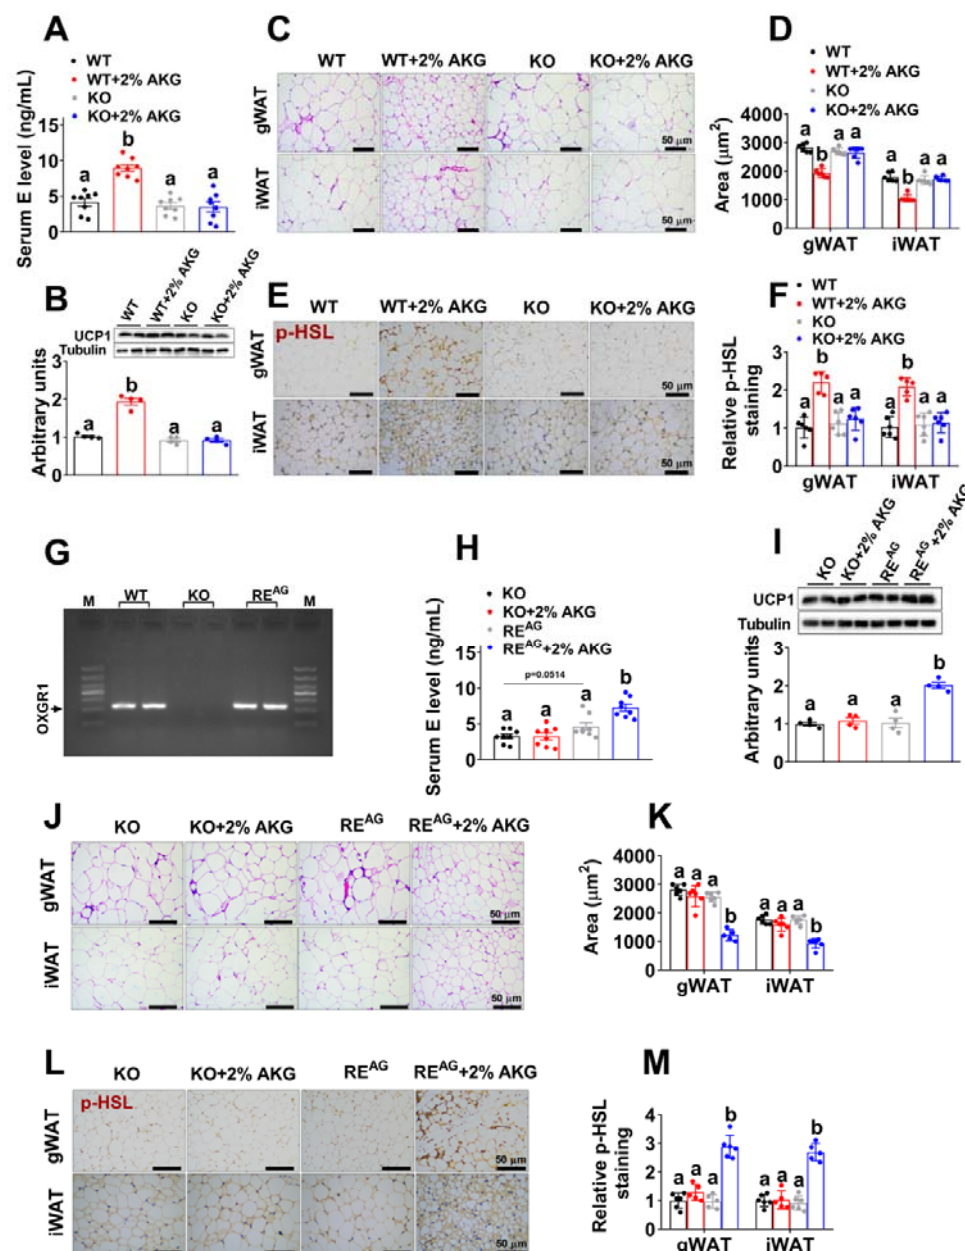 A
WT
WT+2% AKG
KO
KO+2% AKG
Serum E level (ng/mL)
15
10
5
0
a
b
a
a
B
WT
WT+2% AKG
KO
KO+2% AKG
UCP1
Tubulin
Arbitrary units
3
2
1
0
a
b
a
a
C
WT
WT+2% AKG
KO
KO+2% AKG
gWAT
50 μm
iWAT
50 μm
D
WT
WT+2% AKG
KO
KO+2% AKG
Area (μm²)
4000
3000
2000
1000
0
a
b
a
a
a
b
a
a
gWAT
iWAT
E
WT
WT+2% AKG
KO
KO+2% AKG
p-HSL
gWAT
50 μm
iWAT
50 μm
F
WT
WT+2% AKG
KO
KO+2% AKG
Relative p-HSL
staining
3
2
1
0
a
b
a
a
a
b
a
a
gWAT
iWAT
G
M
WT
KO
RE^AG
M
OXGR1
H
KO
KO+2% AKG
RE^AG
RE^AG+2% AKG
Serum E level (ng/mL)
15
10
5
0
p=0.0514
a
a
a
b
I
KO
KO+2% AKG
RE^AG
RE^AG+2% AKG
UCP1
Tubulin
Arbitrary units
3
2
1
0
a
a
a
b
J
KO
KO+2% AKG
RE^AG
RE^AG+2% AKG
gWAT
50 μm
iWAT
50 μm
K
Area (μm²)
4000
3000
2000
1000
0
a
a
a
b
a
a
a
b
gWAT
iWAT
L
KO
KO+2% AKG
RE^AG
RE^AG+2% AKG
p-HSL
gWAT
50 μm
iWAT
M
Relative p-HSL
staining
4
3
2
1
0
a
a
a
b
a
a
a
b
gWAT
iWAT